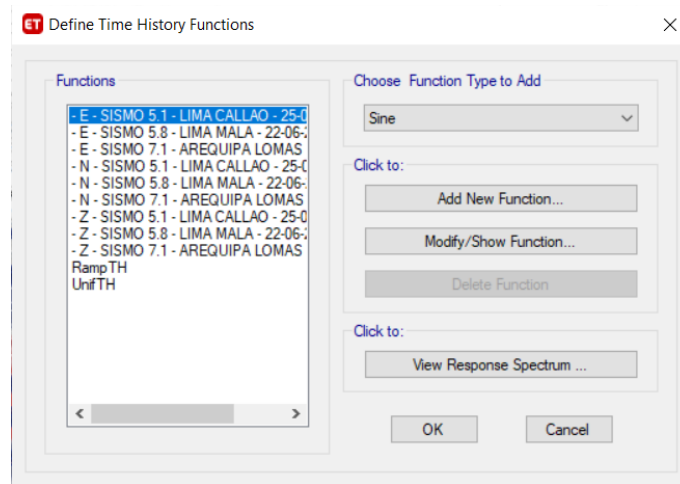 ET Define Time History Functions
Functions
- E - SISMO 5.1 - LIMA CALLAO - 25-0
- E - SISMO 5.8 - LIMA MALA - 22-06-
- E - SISMO 7.1 - AREQUIPA LOMAS
- N - SISMO 5.1 - LIMA CALLAO - 25-0
- N - SISMO 5.8 - LIMA MALA - 22-06-
- N - SISMO 7.1 - AREQUIPA LOMAS
- Z - SISMO 5.1 - LIMA CALLAO - 25-0
- Z - SISMO 5.8 - LIMA MALA - 22-06-
- Z - SISMO 7.1 - AREQUIPA LOMAS
RampTH
UnifTH
Choose Function Type to Add
Sine
Click to:
Add New Function...
Modify/Show Function...
Delete Function
Click to:
View Response Spectrum ...
OK
Cancel